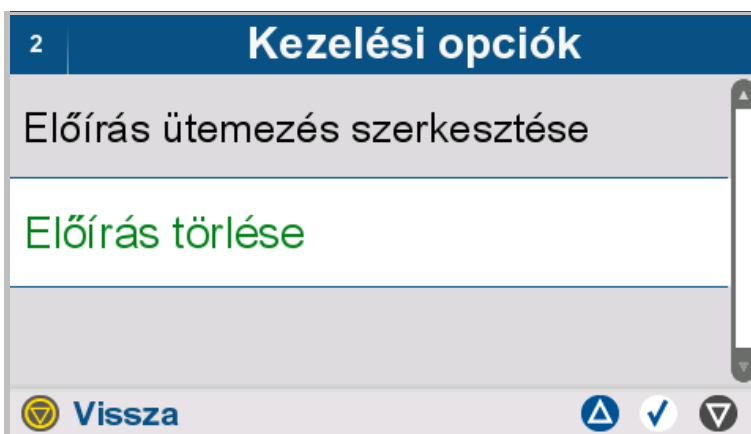 2
Kezelési opciók
Előírás ütemezés szerkesztése
Előírás törlése
Vissza